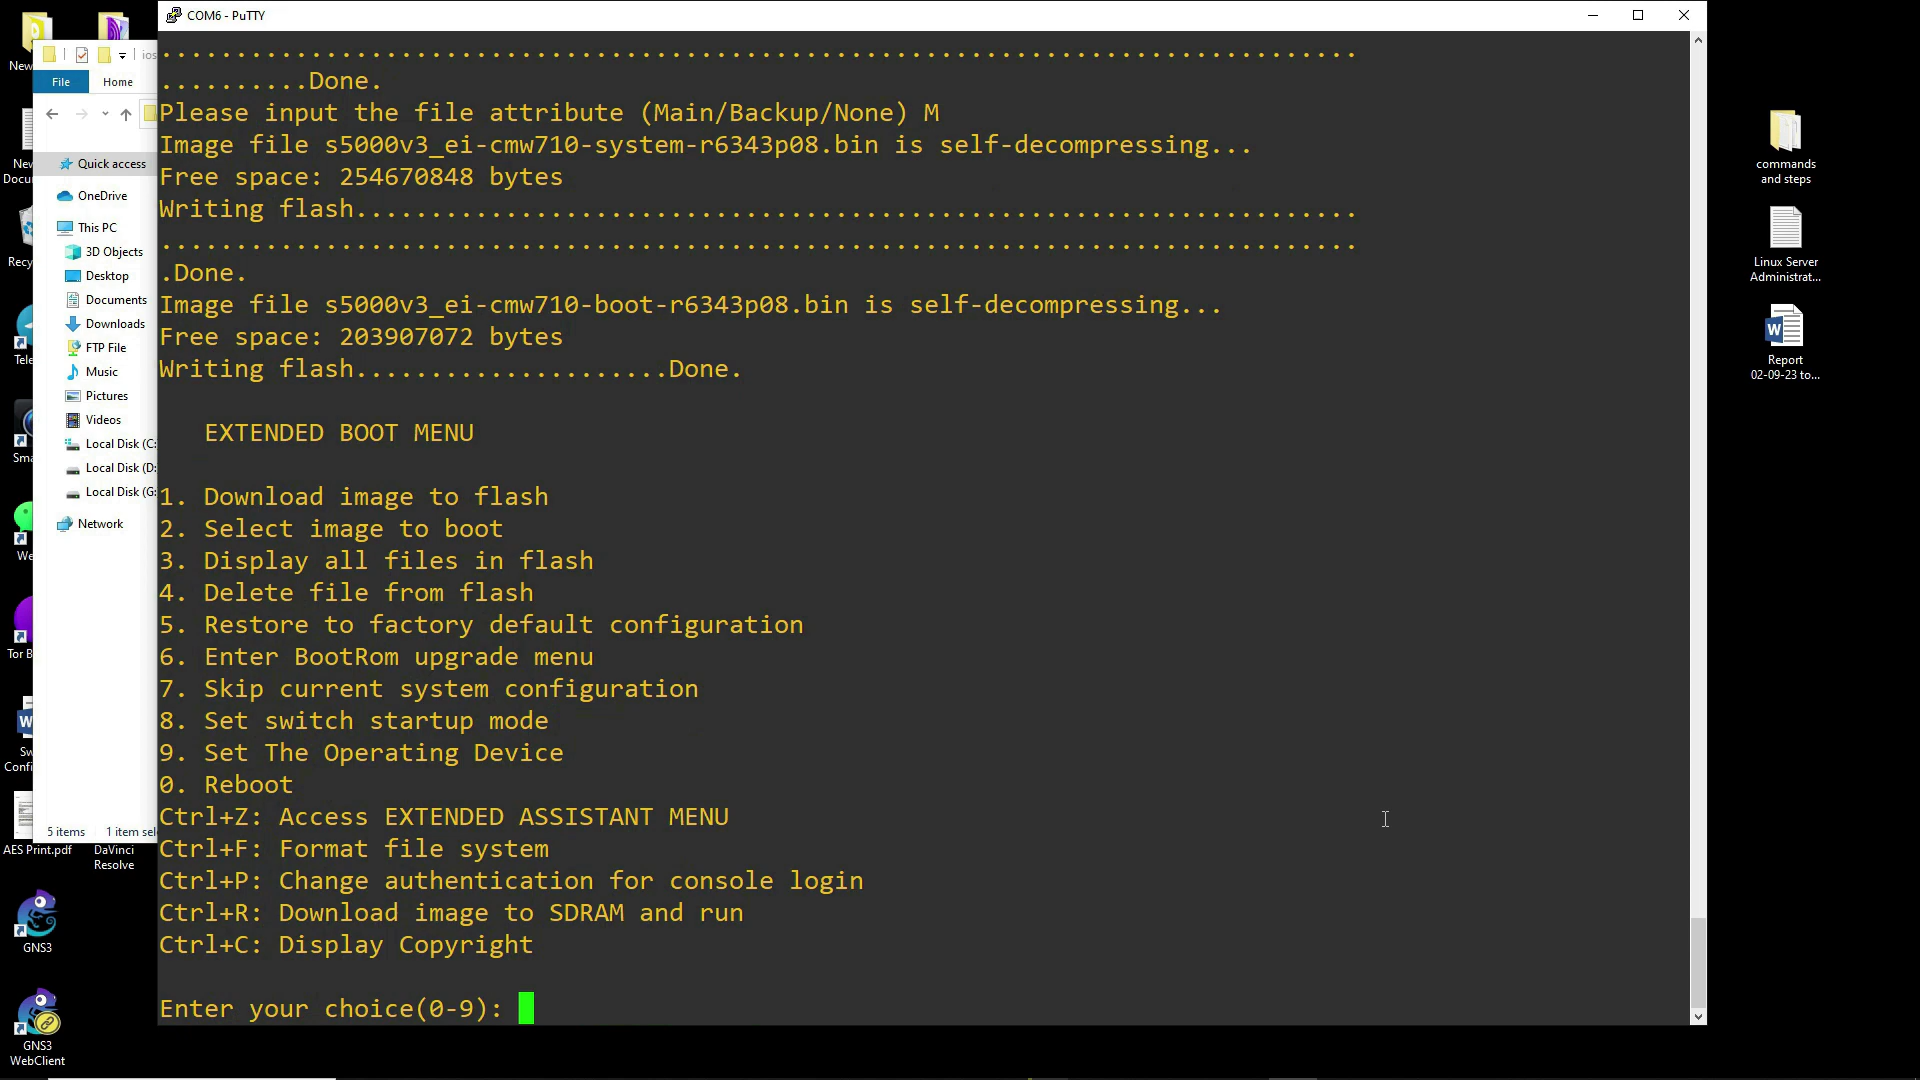 COM6 - PuTTY
..........Done.
Please input the file attribute (Main/Backup/None) M
Image file s5000v3_ei-cmw710-system-r6343p08.bin is self-decompressing...
Free space: 254670848 bytes
Writing flash...................................................................
................................................................................
.Done.
Image file s5000v3_ei-cmw710-boot-r6343p08.bin is self-decompressing...
Free space: 203907072 bytes
Writing flash.....................Done.
EXTENDED BOOT MENU
1. Download image to flash
2. Select image to boot
3. Display all files in flash
4. Delete file from flash
5. Restore to factory default configuration
6. Enter BootRom upgrade menu
7. Skip current system configuration
8. Set switch startup mode
9. Set The Operating Device
0. Reboot
Ctrl+Z: Access EXTENDED ASSISTANT MENU
Ctrl+F: Format file system
Ctrl+P: Change authentication for console login
Ctrl+R: Download image to SDRAM and run
Ctrl+C: Display Copyright
Enter your choice(0-9):
ios
File Home
Quick access
OneDrive
This PC
3D Objects
Desktop
Documents
Downloads
FTP File
Music
Pictures
Videos
Local Disk (C:
Local Disk (D:
Local Disk (G:
Network
5 items 1 item sel
New
New
Docu
Recy
Tele
Sma
We
Tor B
Sw
Confi
AES Print.pdf
DaVinci
Resolve
GNS3
GNS3
WebClient
commands
and steps
Linux Server
Administrat...
Report
02-09-23 to...